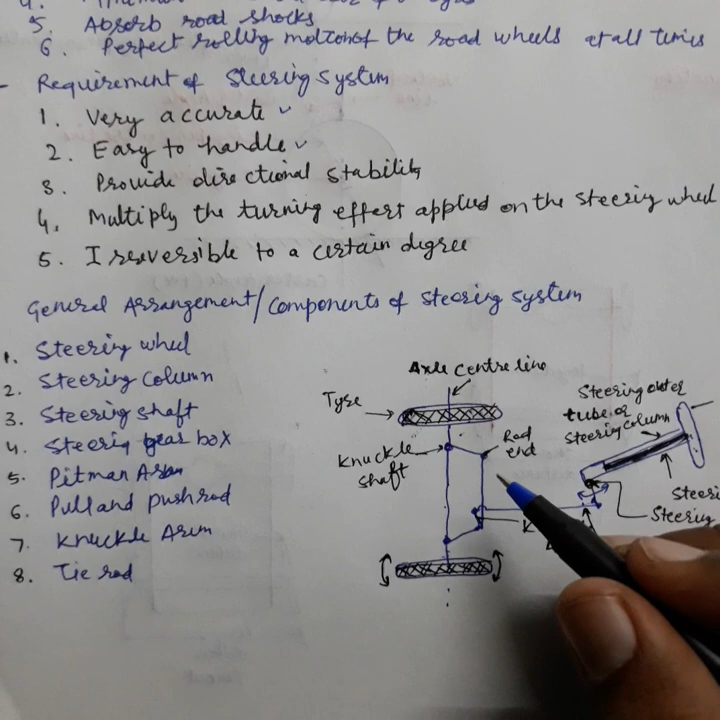 5. Absorb road shocks
6. Perfect rolling motion of the road wheels at all times
- Requirement of Steering System
1. Very accurate ✓
2. Easy to handle ✓
3. Provide directional stability
4. Multiply the turning effort applied on the steering wheel
5. Irreversible to a certain degree
General Arrangement/Components of Steering System
1. Steering wheel
2. Steering Column
3. Steering shaft
4. Steering gear box
5. Pitman Arm
6. Pull and push rod
7. Knuckle Arm
8. Tie rod
Axle centre line
Tyre
Knuckle shaft
Rod end
Steering outer
tube or
Steering column
Steeri
Steering
K